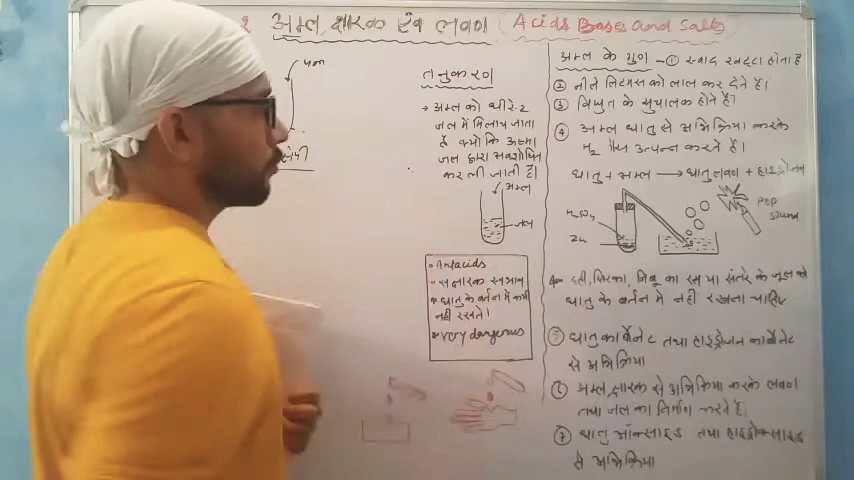 अम्ल, क्षारक एवं लवण (Acids Bases and Salts)
तनुकरण
→ अम्ल को धीरे-2
जल में मिलाया जाता
है क्योंकि ऊष्मा
जल द्वारा अवशोषित
कर ली जाती है।
अम्ल
जल
• Antacids
• संक्षारक स्वभाव
• धातु के बर्तन में कभी
नहीं रखते।
• very dangerous
अम्ल के गुण – ① स्वाद खट्टा होता है
② नीले लिटमस को लाल कर देते है।
③ विद्युत के सुचालक होते है।
④ अम्ल धातु से अभिक्रिया करके
H₂ गैस उत्पन्न करते है।
धातु + अम्ल → धातु लवण + हाइड्रोजन
H₂SO₄
Zn
POP
sound
दही, सिरका, निंबू का रस या संतरे के जूस को
धातु के बर्तन में नहीं रखना चाहिए
⑤ धातु कार्बोनेट तथा हाइड्रोजन कार्बोनेट
से अभिक्रिया
⑥ अम्ल, क्षारक से अभिक्रिया करके लवण
तथा जल का निर्माण करते है।
⑦ धातु ऑक्साइड तथा हाइड्रोक्साइड
से अभिक्रिया